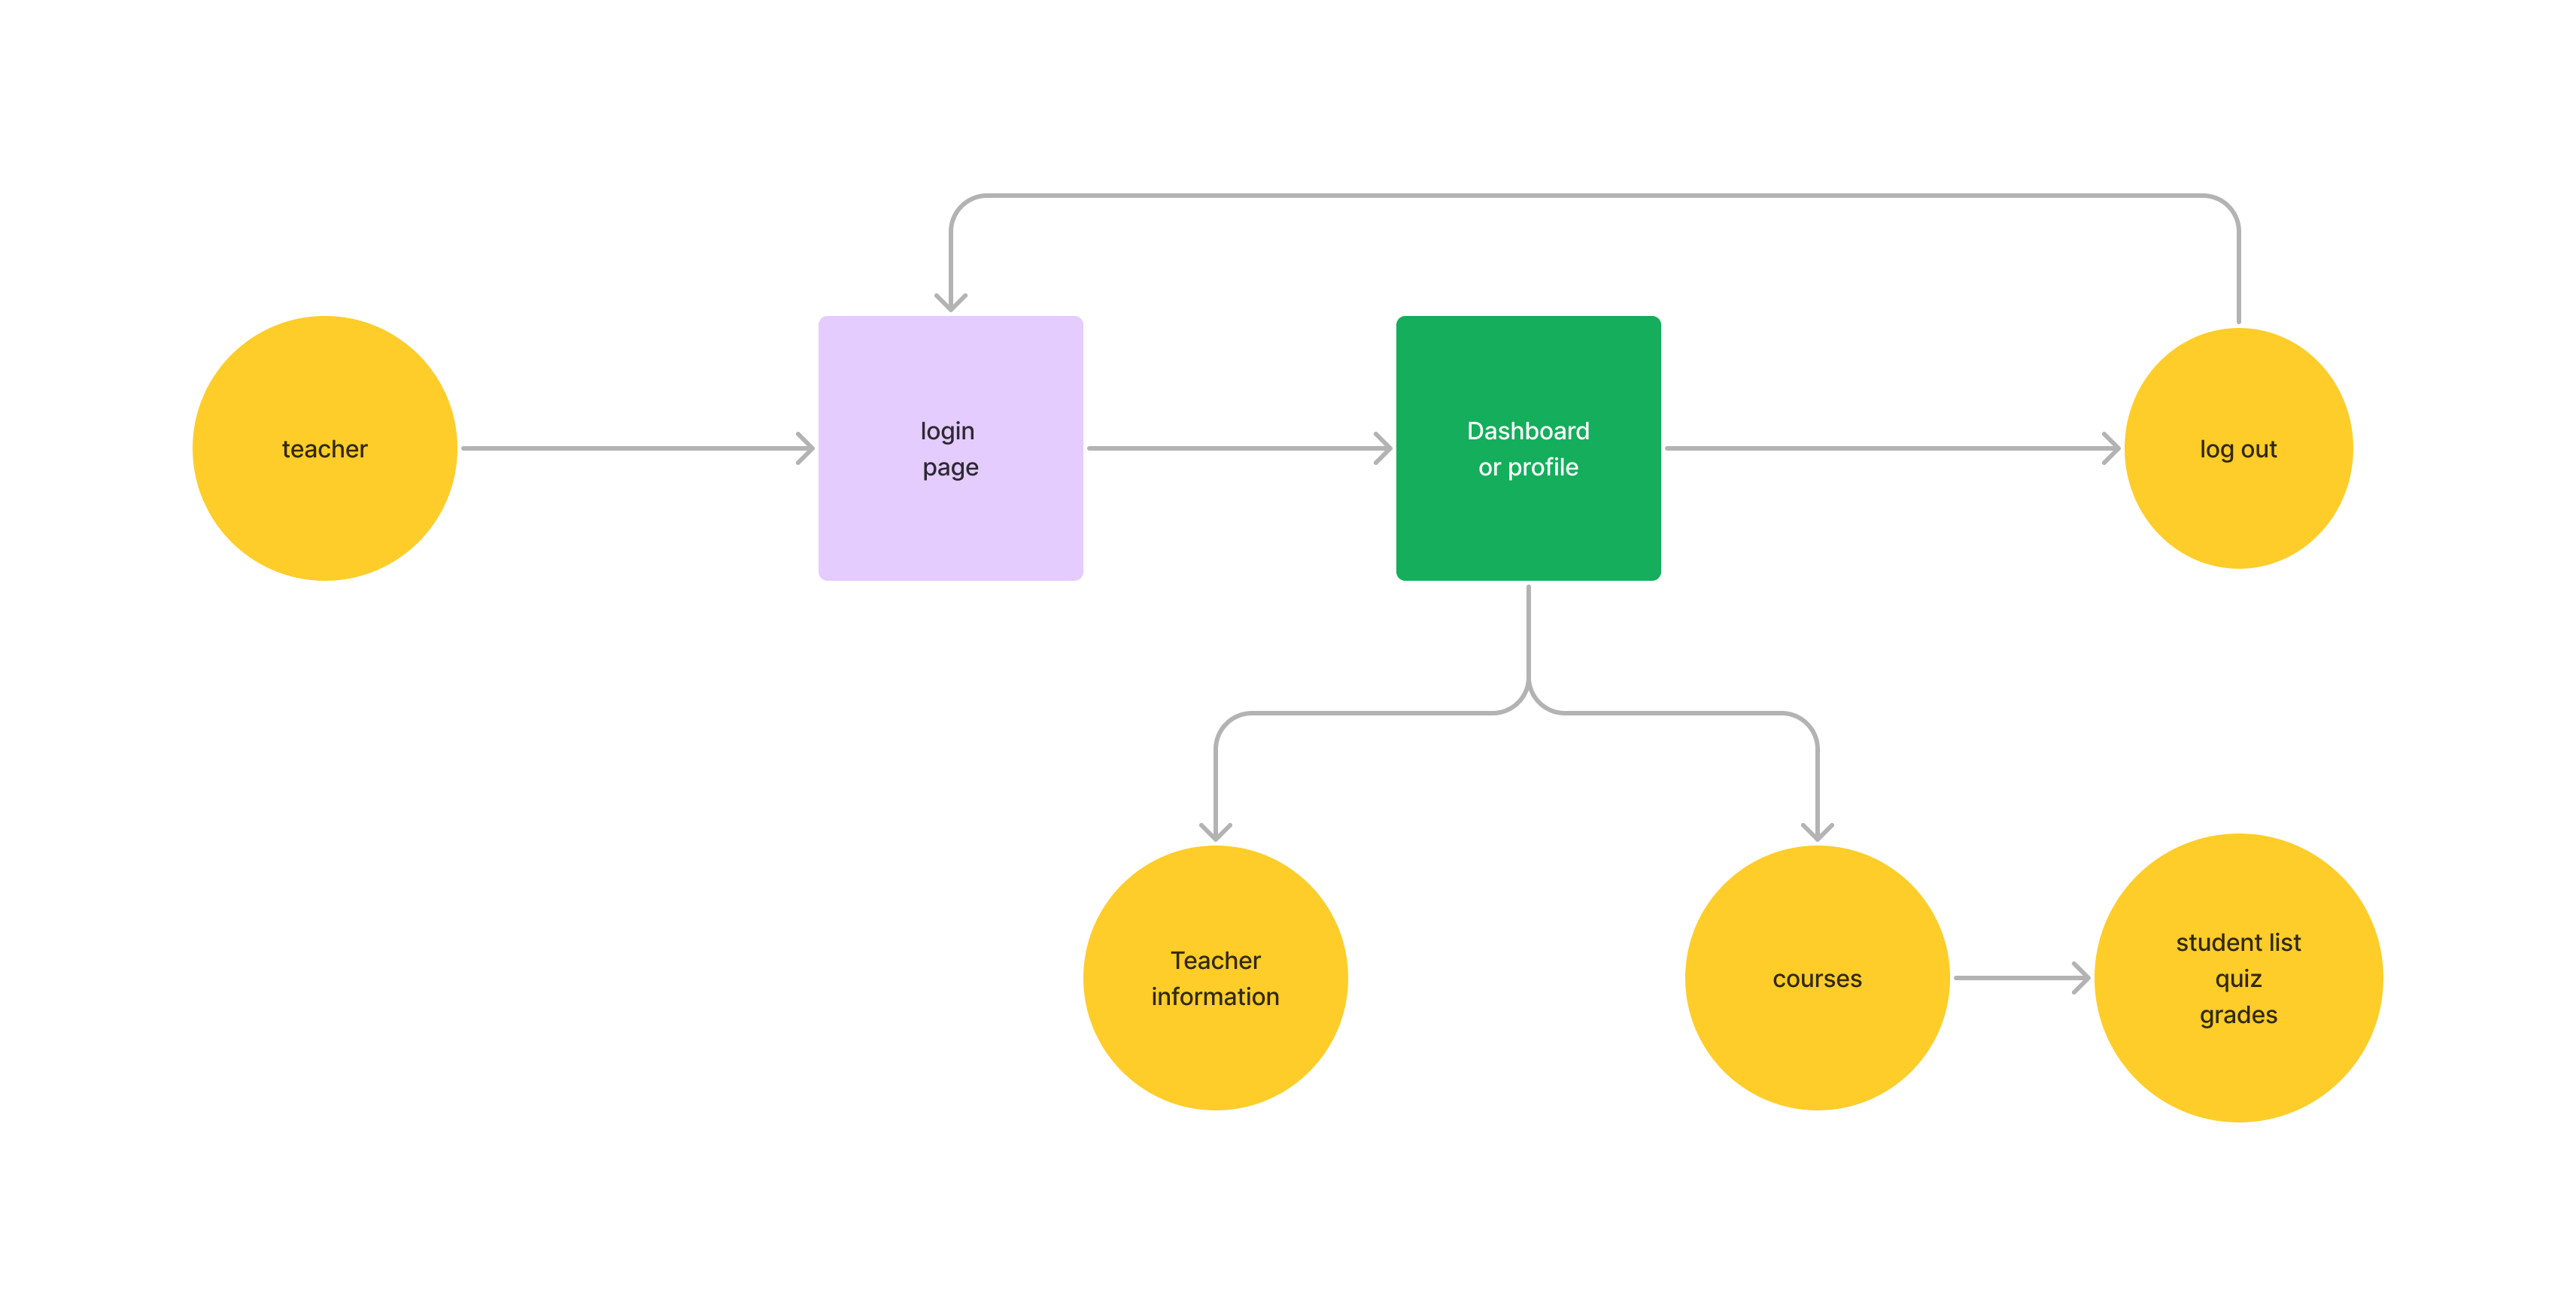 teacher
login
page
Dashboard
or profile
log out
Teacher
information
courses
student list
quiz
grades